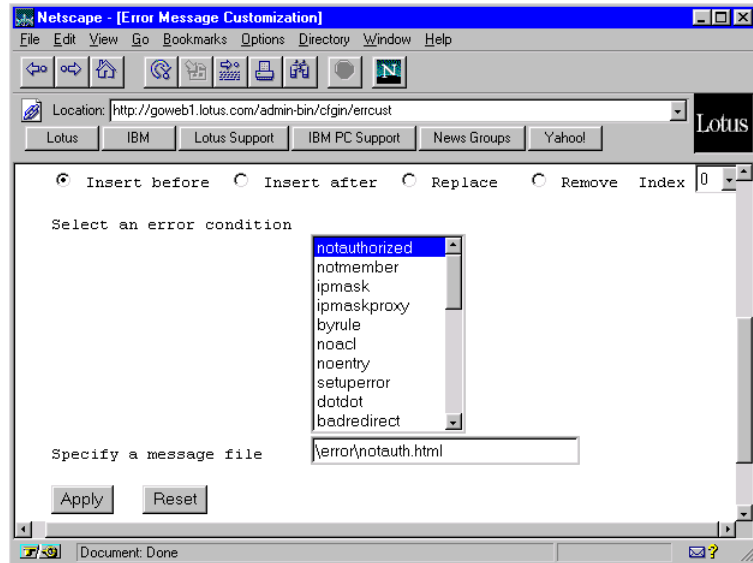 Netscape - [Error Message Customization]
File Edit View Go Bookmarks Options Directory Window Help
N
Location: http://goweb1.lotus.com/admin-bin/cfgin/errcust
Lotus
Lotus IBM Lotus Support IBM PC Support News Groups Yahoo!
Insert before Insert after Replace Remove Index 0
Select an error condition
notauthorized
notmember
ipmask
ipmaskproxy
byrule
noacl
noentry
setuperror
dotdot
badredirect
Specify a message file \error\notauth.html
Apply Reset
Document: Done
?